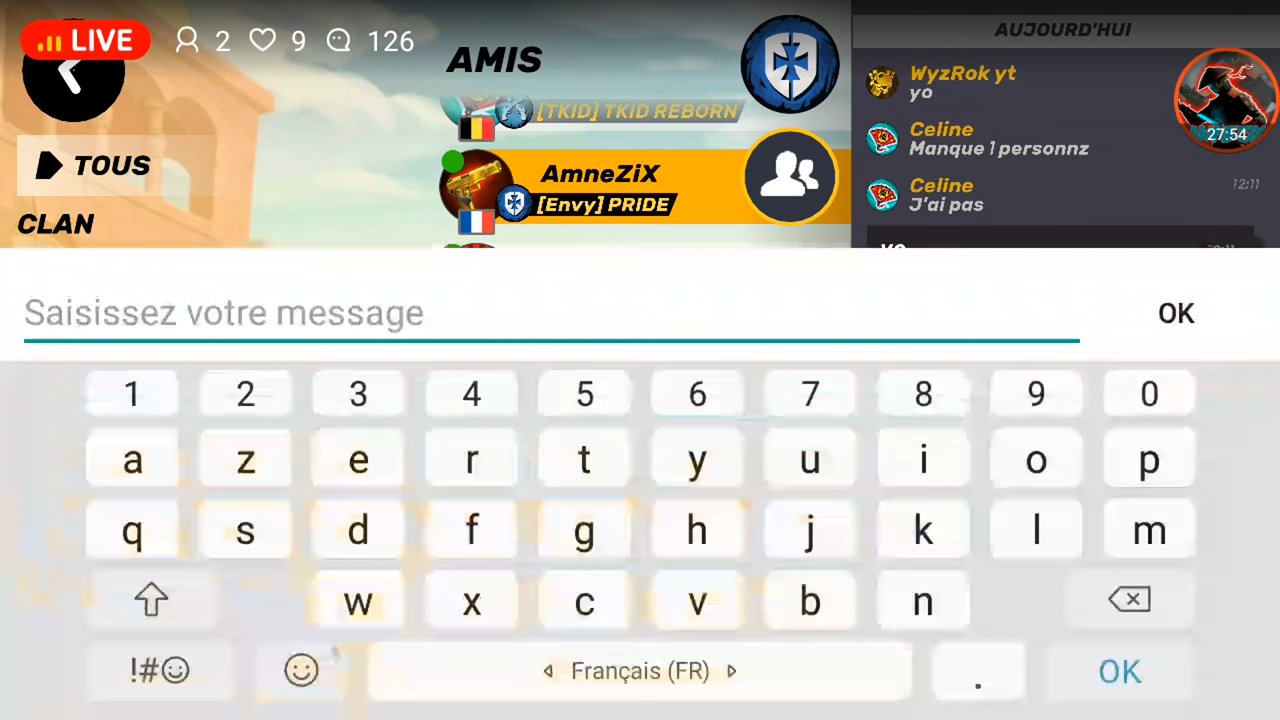 LIVE 2 9 126
AMIS
[TKID] TKID REBORN
TOUS
AmneZiX
[Envy] PRIDE
CLAN
AUJOURD'HUI
WyzRok yt
yo
27:54
Celine
Manque 1 personnz
Celine
12:11
J'ai pas
Saisissez votre message
OK
1 2 3 4 5 6 7 8 9 0
a z e r t y u i o p
q s d f g h j k l m
w x c v b n
!#☺ Français (FR) . OK